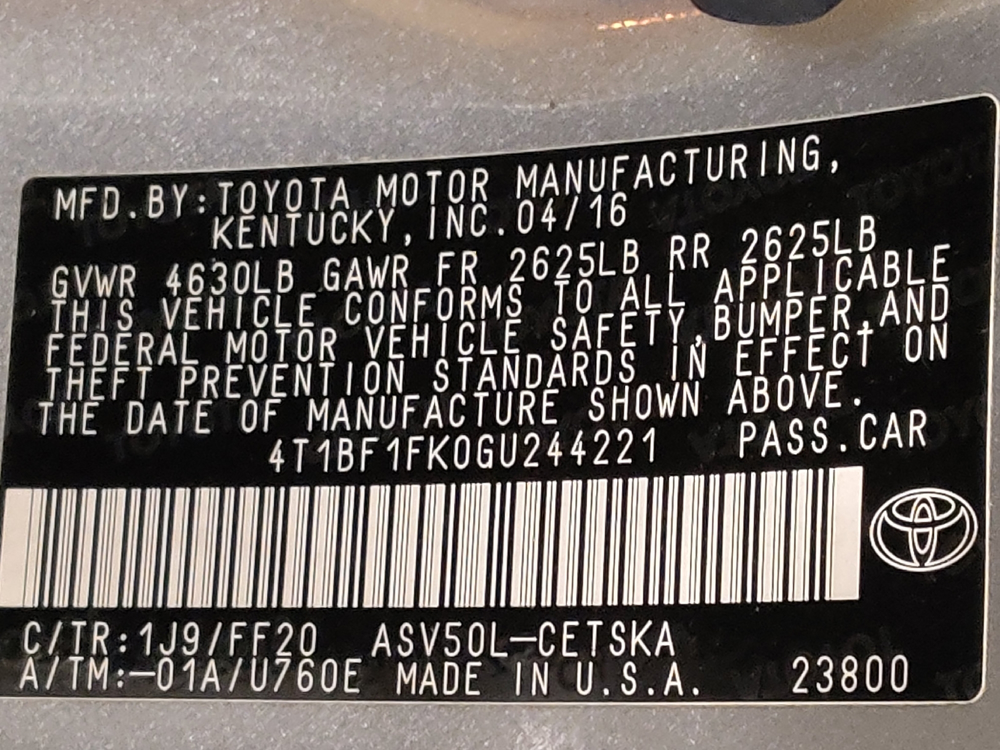 MFD.BY:TOYOTA MOTOR MANUFACTURING,
KENTUCKY, INC. 04/16
GVWR 4630LB GAWR FR 2625LB RR 2625LB
THIS VEHICLE CONFORMS TO ALL APPLICABLE
FEDERAL MOTOR VEHICLE SAFETY, BUMPER, AND
THEFT PREVENTION STANDARDS IN EFFECT ON
THE DATE OF MANUFACTURE SHOWN ABOVE.
4T1BF1FK0GU244221 PASS.CAR
C/TR:1J9/FF20 ASV50L-CETSKA
A/TM:-01A/U760E MADE IN U.S.A. 23800